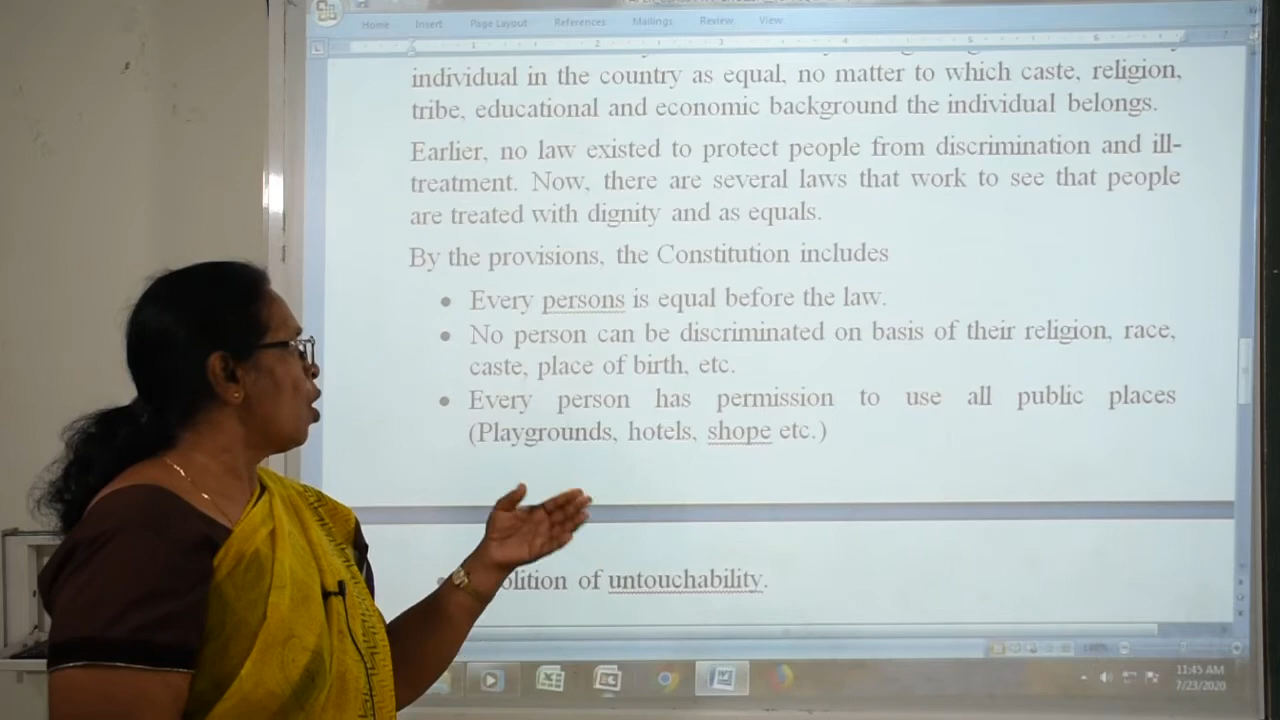 Home Insert Page Layout References Mailings Review View
individual in the country as equal, no matter to which caste, religion,
tribe, educational and economic background the individual belongs.
Earlier, no law existed to protect people from discrimination and ill-
treatment. Now, there are several laws that work to see that people
are treated with dignity and as equals.
By the provisions, the Constitution includes
• Every persons is equal before the law.
• No person can be discriminated on basis of their religion, race,
caste, place of birth, etc.
• Every person has permission to use all public places
(Playgrounds, hotels, shope etc.)
olition of untouchability.
11:45 AM
7/23/2020